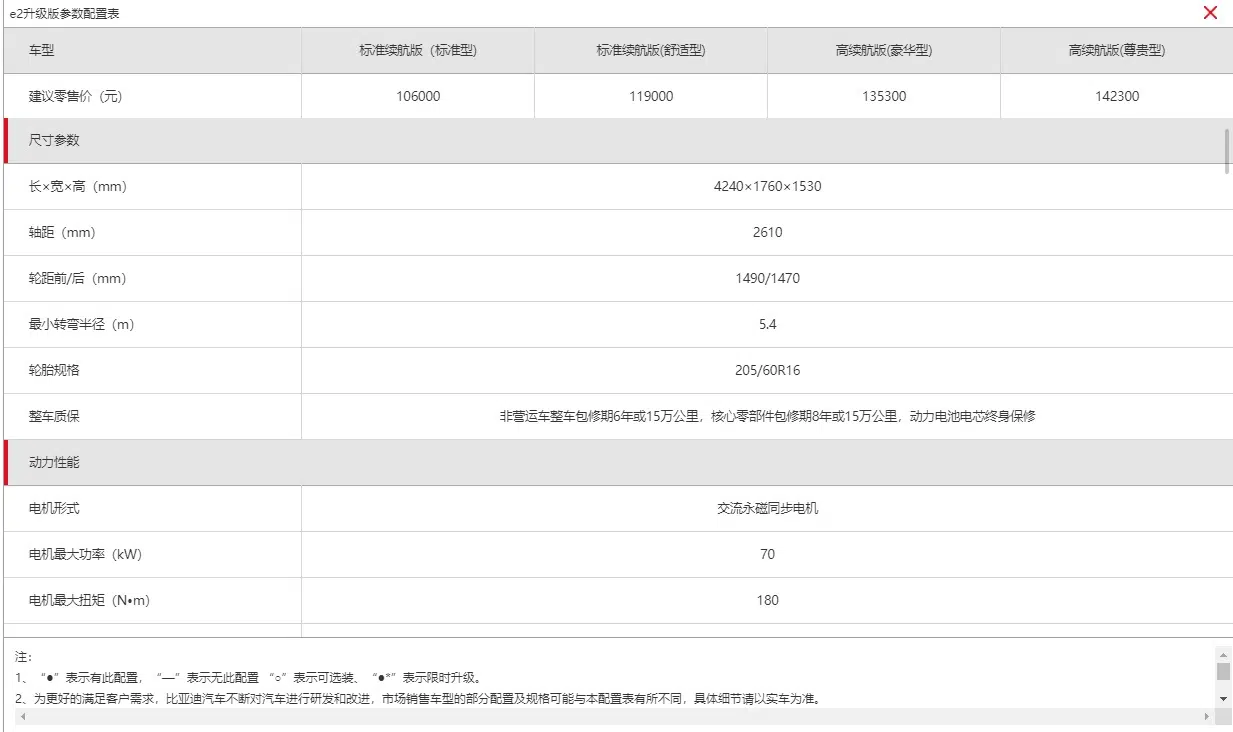 e2升级版参数配置表
车型 标准续航版（标准型） 标准续航版(舒适型) 高续航版(豪华型) 高续航版(尊贵型)
建议零售价（元） 106000 119000 135300 142300
尺寸参数
长×宽×高（mm） 4240×1760×1530
轴距（mm） 2610
轮距前/后（mm） 1490/1470
最小转弯半径（m） 5.4
轮胎规格 205/60R16
整车质保 非营运车整车包修期6年或15万公里，核心零部件包修期8年或15万公里，动力电池电芯终身保修
动力性能
电机形式 交流永磁同步电机
电机最大功率（kW） 70
电机最大扭矩（N•m） 180
注：
1、“●”表示有此配置，“—”表示无此配置 “○”表示可选装、“●*”表示限时升级。
2、为更好的满足客户需求，比亚迪汽车不断对汽车进行研发和改进，市场销售车型的部分配置及规格可能与本配置表有所不同，具体细节请以实车为准。